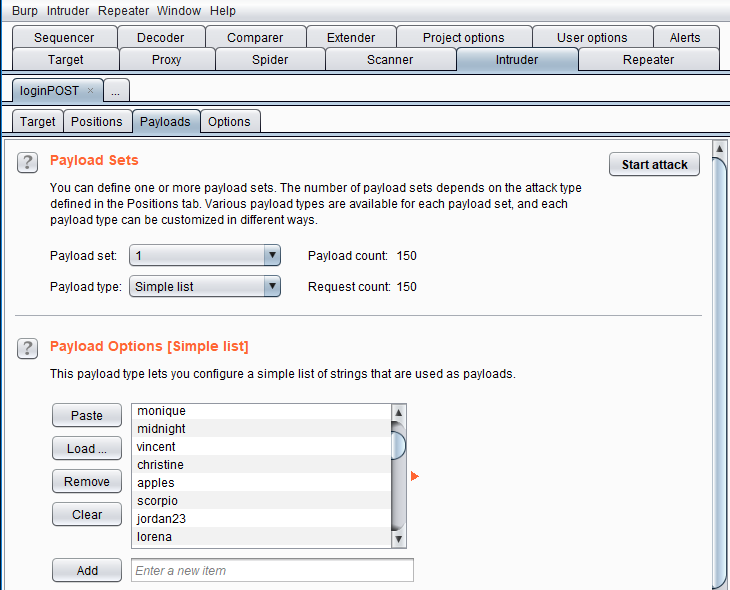 Burp Intruder Repeater Window Help
Sequencer Decoder Comparer Extender Project options User options Alerts
Target Proxy Spider Scanner Intruder Repeater
loginPOST × ...
Target Positions Payloads Options
? Payload Sets Start attack
You can define one or more payload sets. The number of payload sets depends on the attack type
defined in the Positions tab. Various payload types are available for each payload set, and each
payload type can be customized in different ways.
Payload set: 1 Payload count: 150
Payload type: Simple list Request count: 150
? Payload Options [Simple list]
This payload type lets you configure a simple list of strings that are used as payloads.
Paste
Load ...
Remove
Clear
monique
midnight
vincent
christine
apples
scorpio
jordan23
lorena
Add Enter a new item